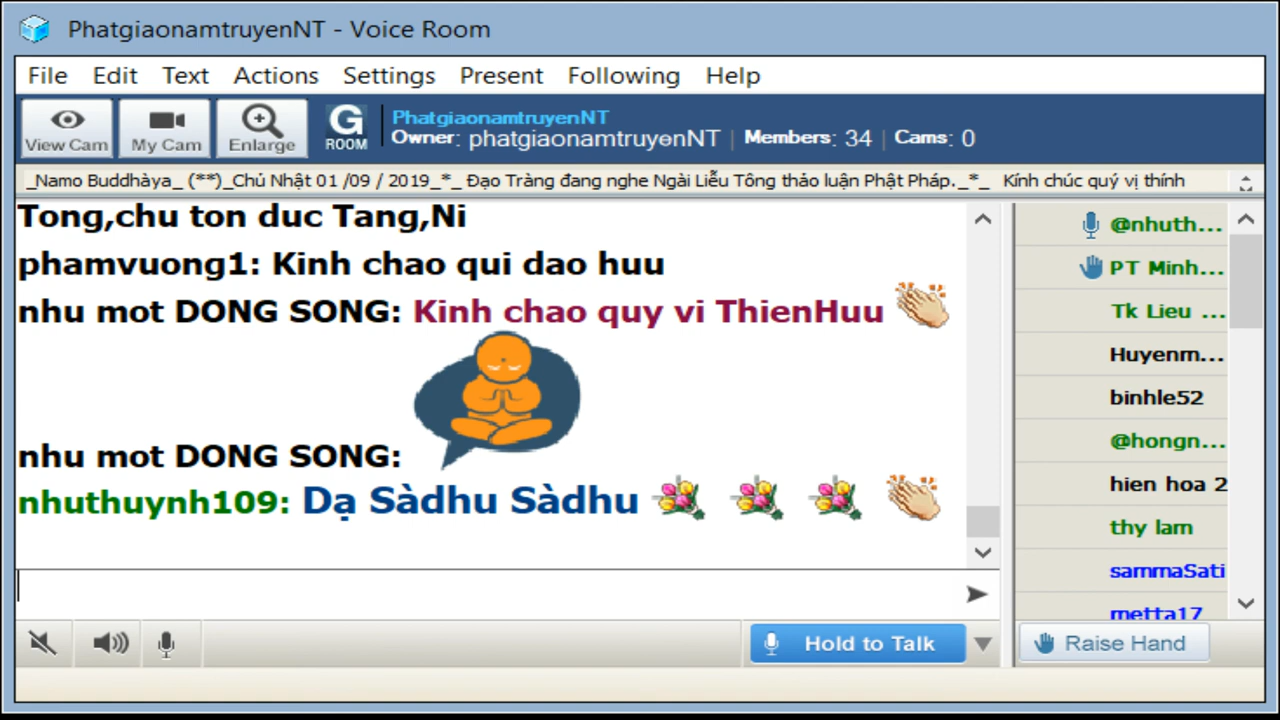 PhatgiaonamtruyenNT - Voice Room
File Edit Text Actions Settings Present Following Help
View Cam My Cam Enlarge G ROOM
PhatgiaonamtruyenNT
Owner: phatgiaonamtruyenNT | Members: 34 | Cams: 0
_Namo Buddhàya_ (**)_Chủ Nhật 01 /09 / 2019_*_ Đạo Tràng đang nghe Ngài Liễu Tông thảo luận Phật Pháp._*_ Kính chúc quý vị thính
Tong,chu ton duc Tang,Ni
phamvuong1: Kinh chao qui dao huu
nhu mot DONG SONG: Kinh chao quy vi ThienHuu
nhu mot DONG SONG:
nhuthuynh109: Dạ Sàdhu Sàdhu
@nhuth...
PT Minh...
Tk Lieu ...
Huyenm...
binhle52
@hongn...
hien hoa 2
thy lam
sammaSati
metta17
Hold to Talk
Raise Hand